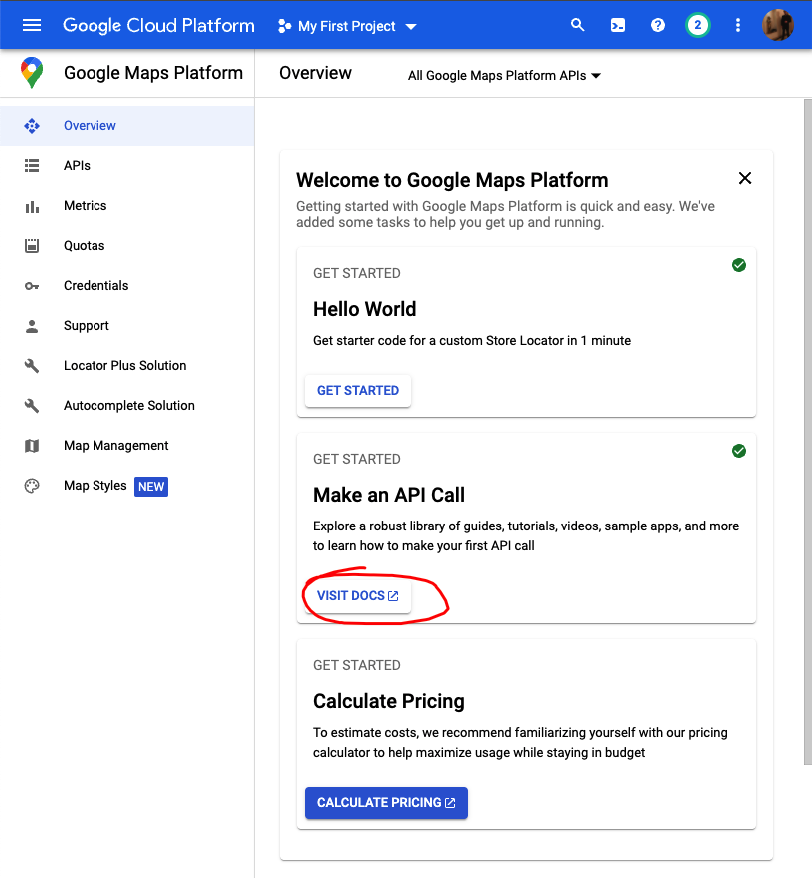 Google Cloud Platform
My First Project
2
Google Maps Platform
Overview
All Google Maps Platform APIs
Overview
APIs
Metrics
Quotas
Credentials
Support
Locator Plus Solution
Autocomplete Solution
Map Management
Map Styles NEW
Welcome to Google Maps Platform
Getting started with Google Maps Platform is quick and easy. We've
added some tasks to help you get up and running.
GET STARTED
Hello World
Get starter code for a custom Store Locator in 1 minute
GET STARTED
GET STARTED
Make an API Call
Explore a robust library of guides, tutorials, videos, sample apps, and more
to learn how to make your first API call
VISIT DOCS
GET STARTED
Calculate Pricing
To estimate costs, we recommend familiarizing yourself with our pricing
calculator to help maximize usage while staying in budget
CALCULATE PRICING